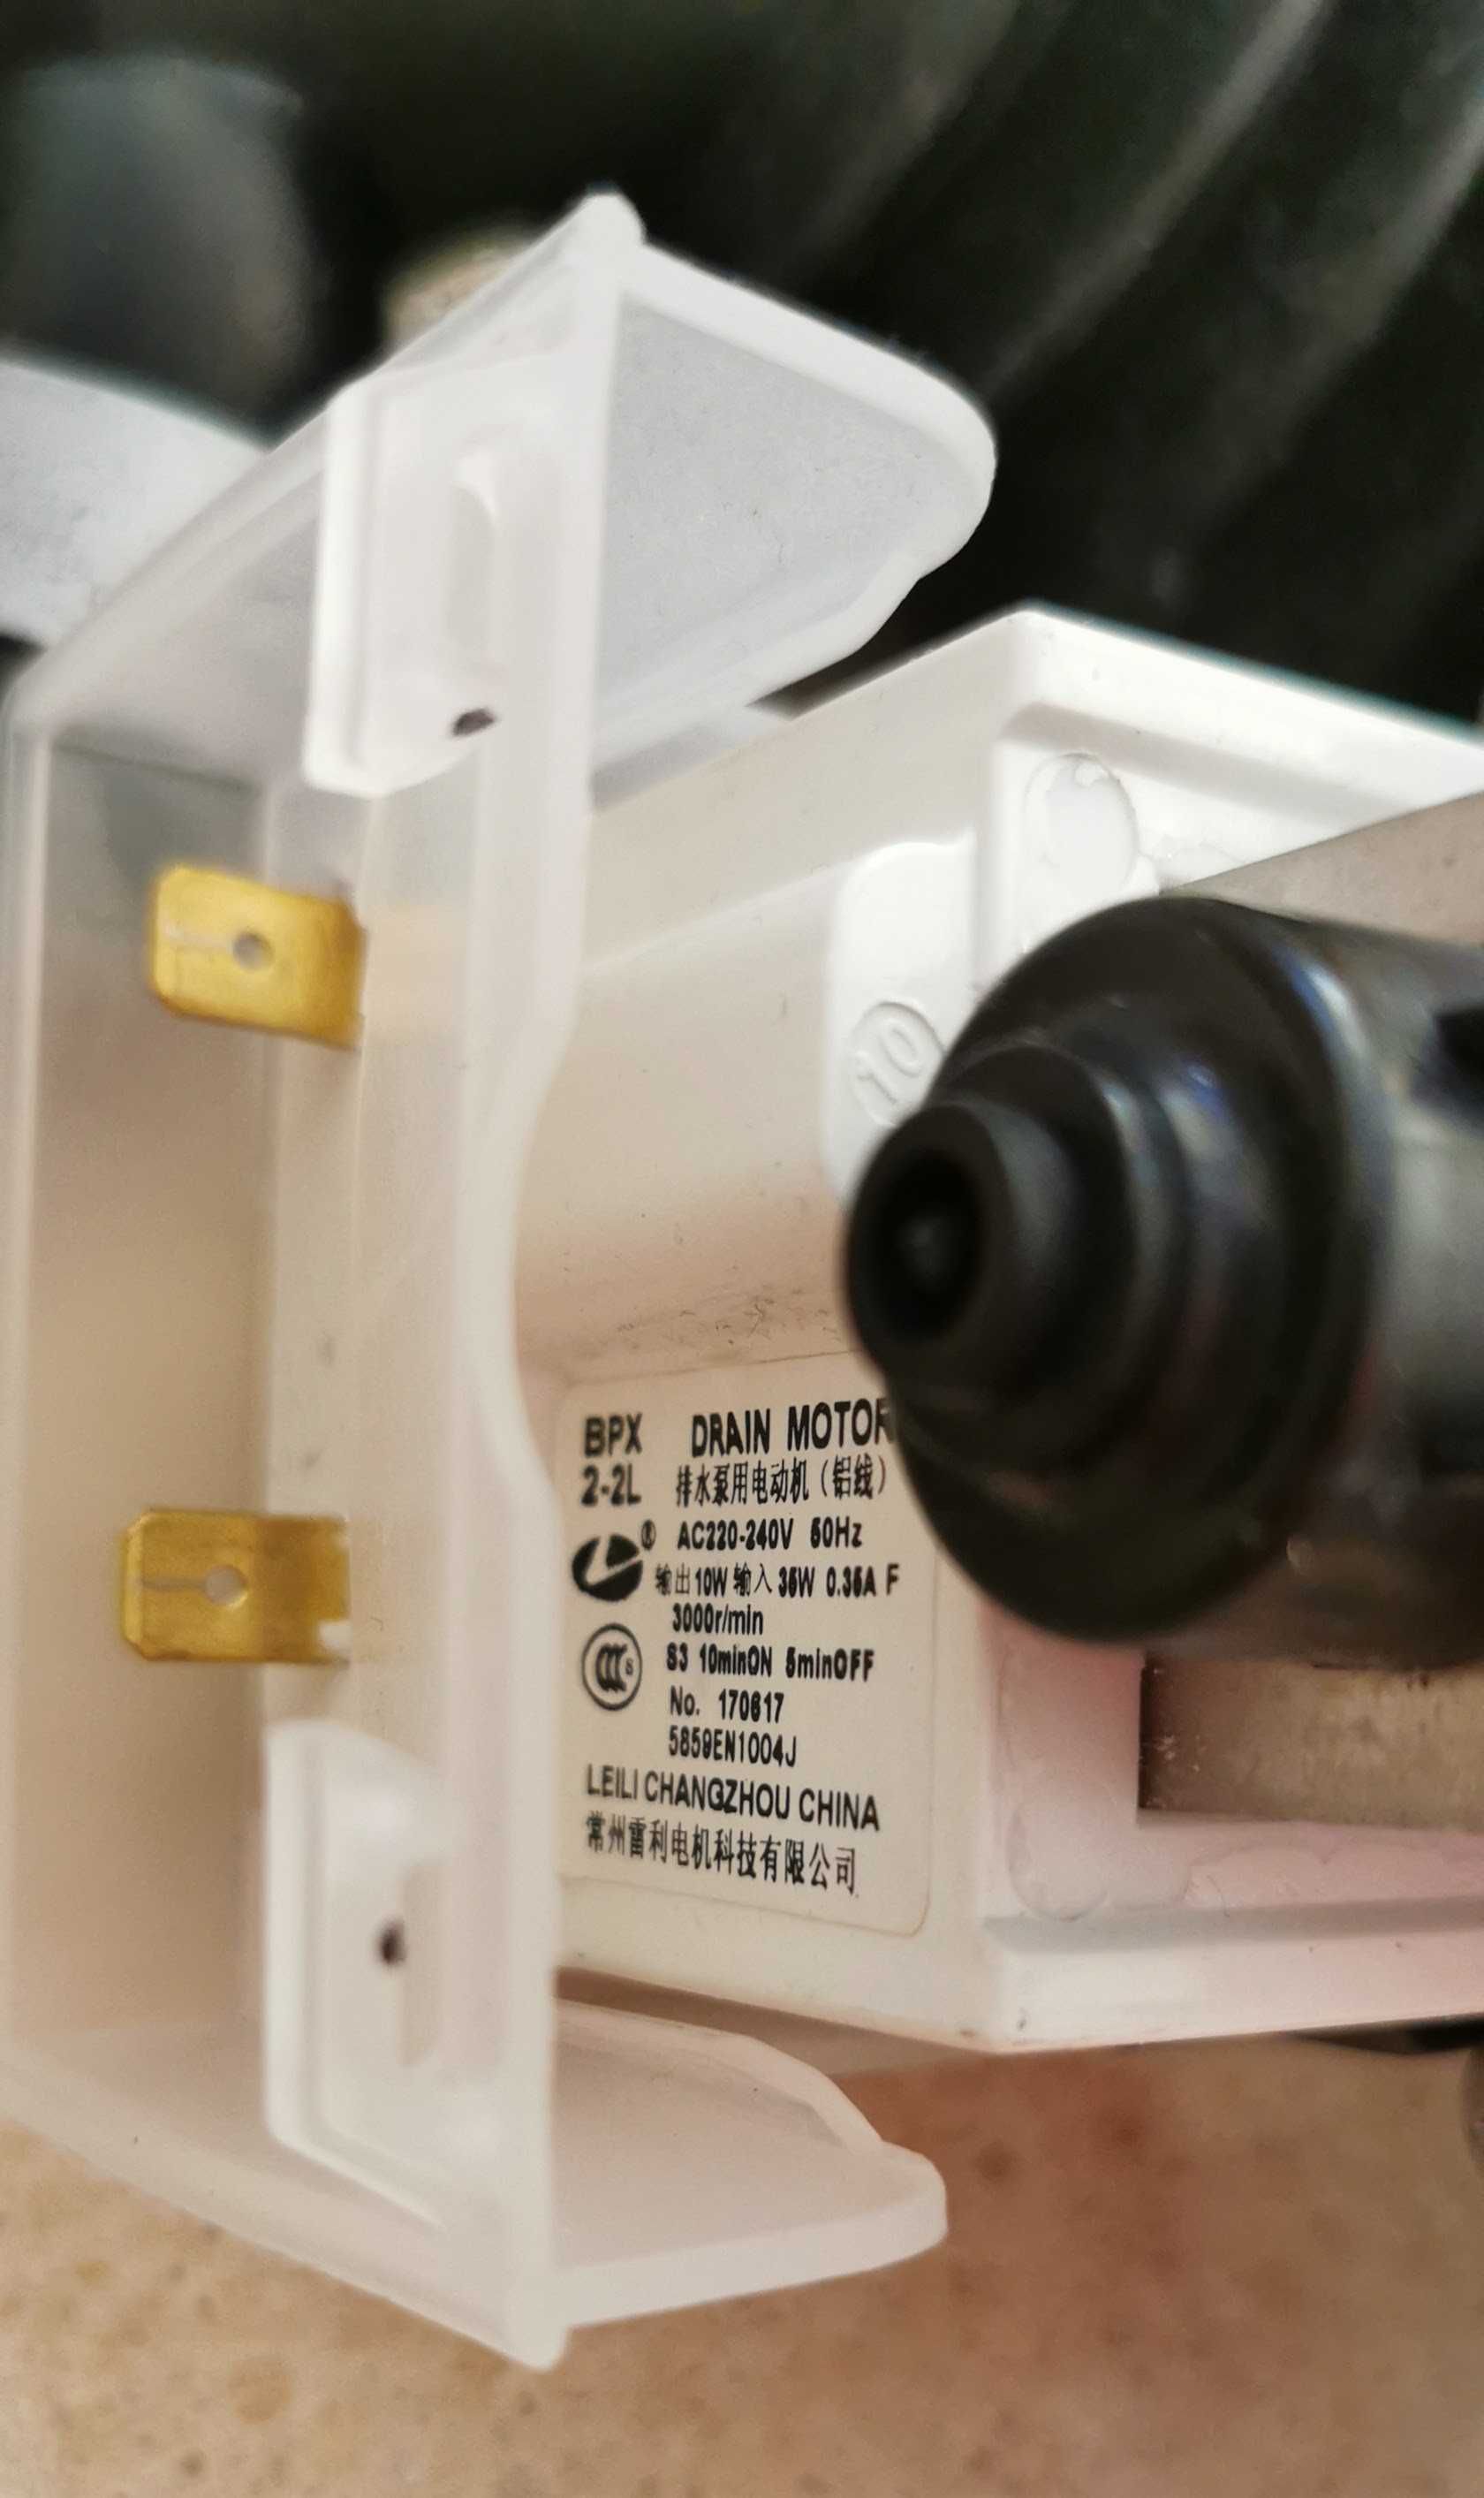 BPX DRAIN MOTOR
2-2L 排水泵用电动机（铝线）
® AC220-240V 50Hz
输出10W 输入35W 0.35A F
3000r/min
S3 10minON 5minOFF
No. 170617
5859EN1004J
LEILI CHANGZHOU CHINA
常州雷利电机科技有限公司
10